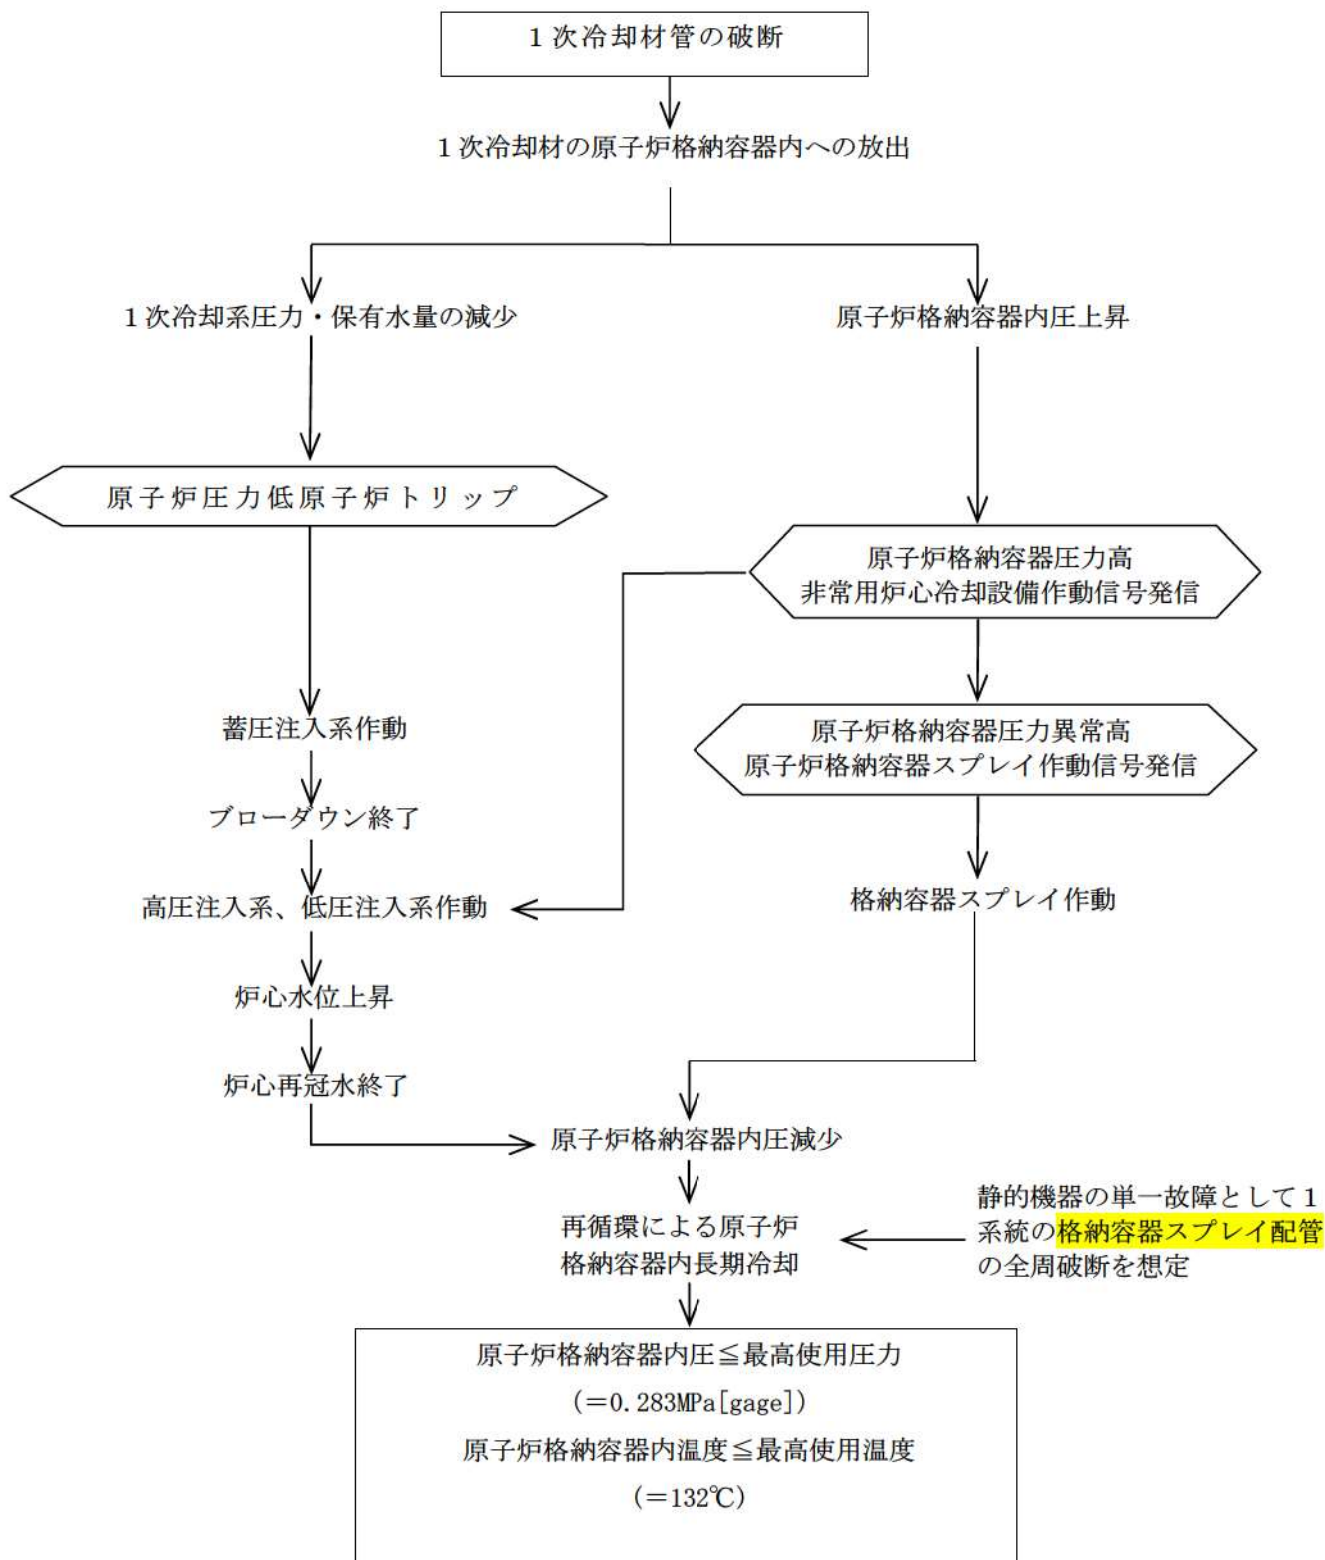 １次冷却材管の破断
１次冷却材の原子炉格納容器内への放出
１次冷却系圧力・保有水量の減少
原子炉格納容器内圧上昇
原子炉圧力低原子炉トリップ
原子炉格納容器圧力高
非常用炉心冷却設備作動信号発信
蓄圧注入系作動
原子炉格納容器圧力異常高
原子炉格納容器スプレイ作動信号発信
ブローダウン終了
高圧注入系、低圧注入系作動
格納容器スプレイ作動
炉心水位上昇
炉心再冠水終了
原子炉格納容器内圧減少
再循環による原子炉
格納容器内長期冷却
静的機器の単一故障として１
系統の格納容器スプレイ配管
の全周破断を想定
原子炉格納容器内圧≦最高使用圧力
(＝0.283MPa[gage])
原子炉格納容器内温度≦最高使用温度
(＝132℃)